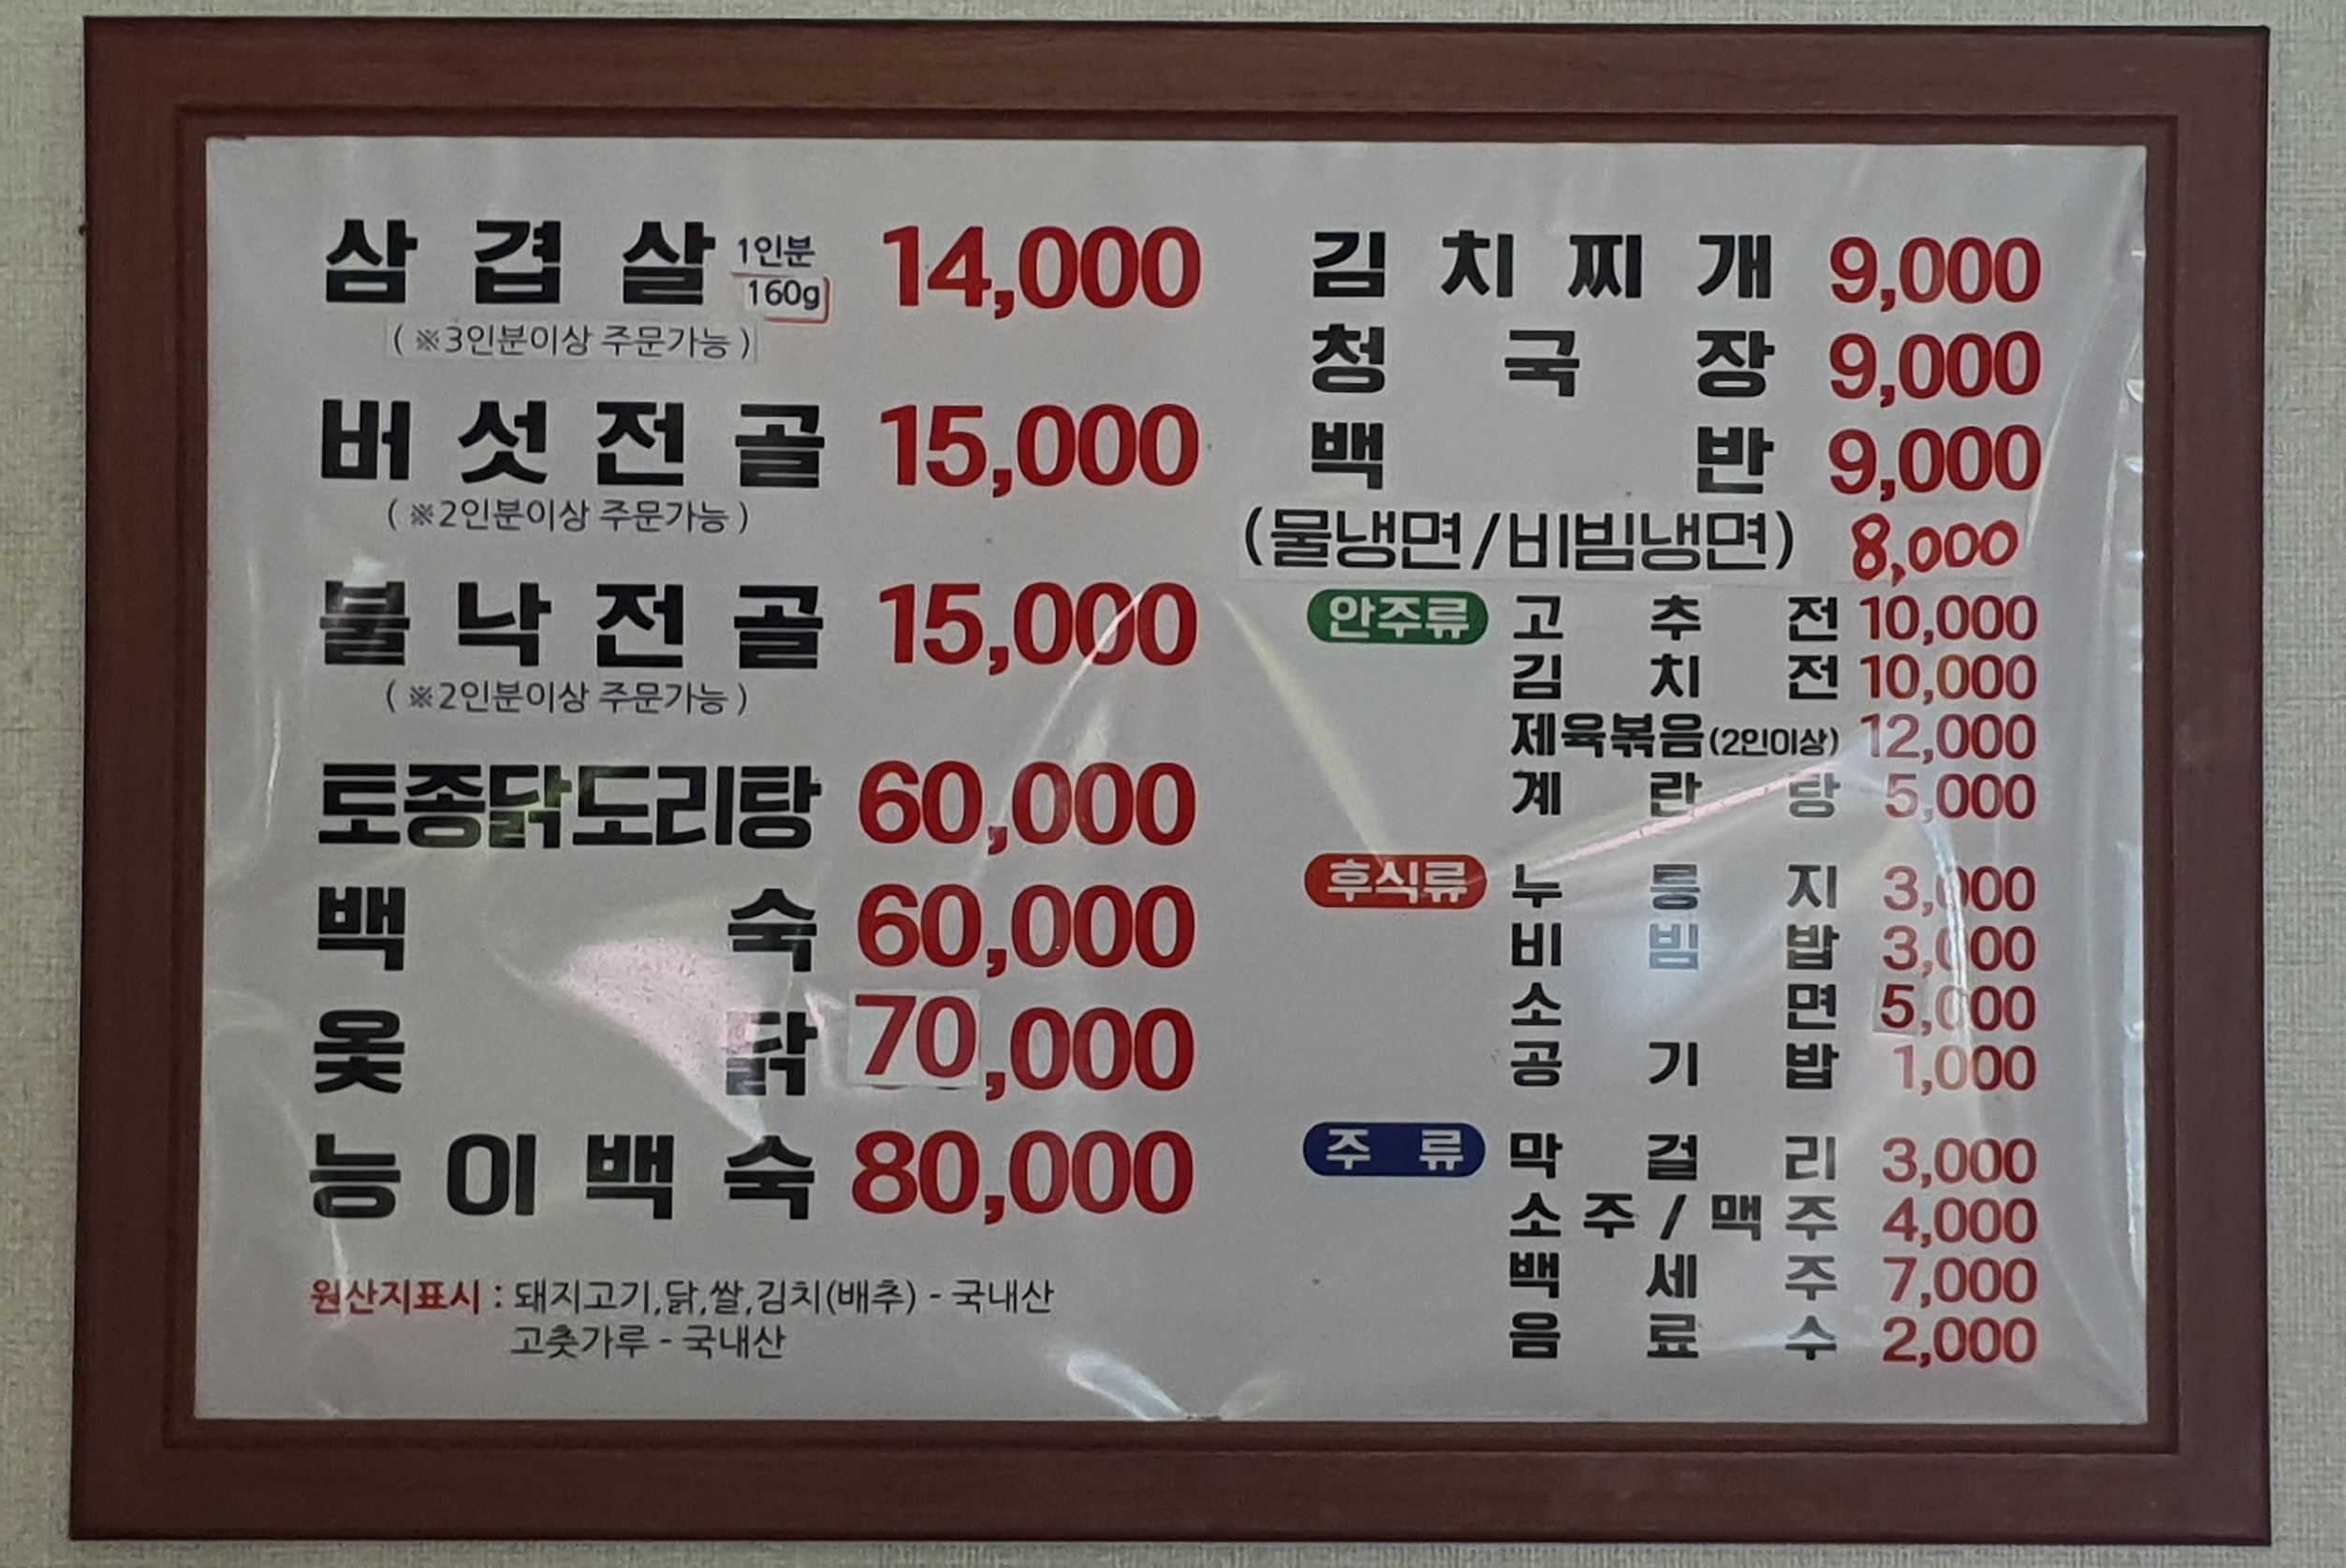 삼겹살 1인분 160g 14,000
( ※3인분이상 주문가능 )
버섯전골 15,000
( ※2인분이상 주문가능 )
불낙전골 15,000
( ※2인분이상 주문가능 )
토종닭도리탕 60,000
백숙 60,000
옻닭 70,000
능이백숙 80,000
원산지표시 : 돼지고기,닭,쌀,김치(배추) - 국내산
고춧가루 - 국내산
김치찌개 9,000
청국장 9,000
백반 9,000
(물냉면/비빔냉면) 8,000
안주류 고추전 10,000
김치전 10,000
제육볶음(2인이상) 12,000
계란탕 5,000
후식류 누룽지 3,000
비빔밥 3,000
소면 5,000
공기밥 1,000
주류 막걸리 3,000
소주/맥주 4,000
백세주 7,000
음료수 2,000